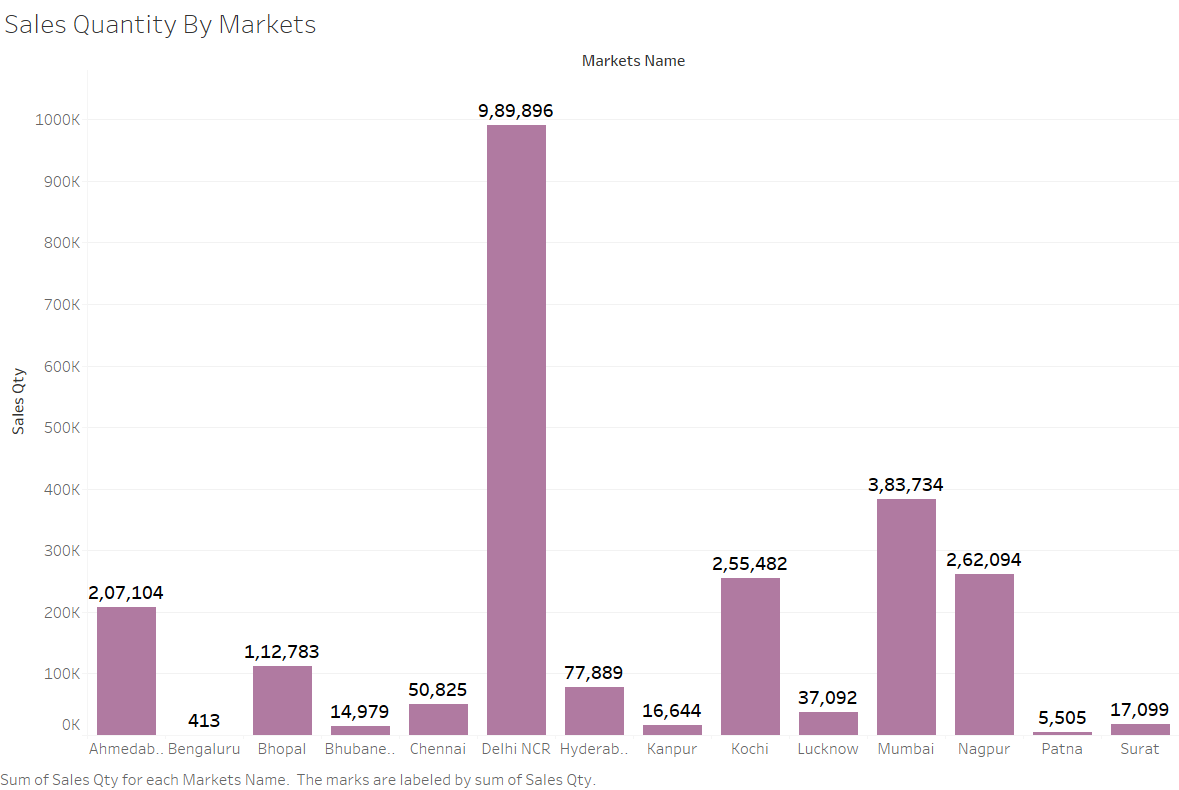 Sales Quantity By Markets
Markets Name
Sales Qty
1000K
900K
800K
700K
600K
500K
400K
300K
200K
100K
0K
2,07,104
413
1,12,783
14,979
50,825
9,89,896
77,889
16,644
2,55,482
37,092
3,83,734
2,62,094
5,505
17,099
Ahmedab.. Bengaluru Bhopal Bhubane.. Chennai Delhi NCR Hyderab.. Kanpur Kochi Lucknow Mumbai Nagpur Patna Surat
Sum of Sales Qty for each Markets Name. The marks are labeled by sum of Sales Qty.